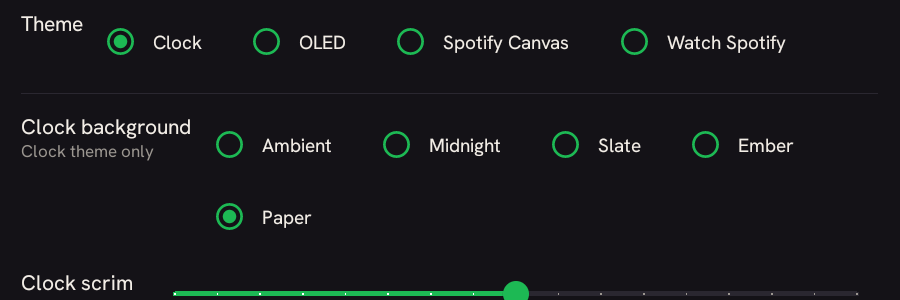 Theme
Clock OLED Spotify Canvas Watch Spotify
Clock background
Clock theme only
Ambient Midnight Slate Ember
Paper
Clock scrim